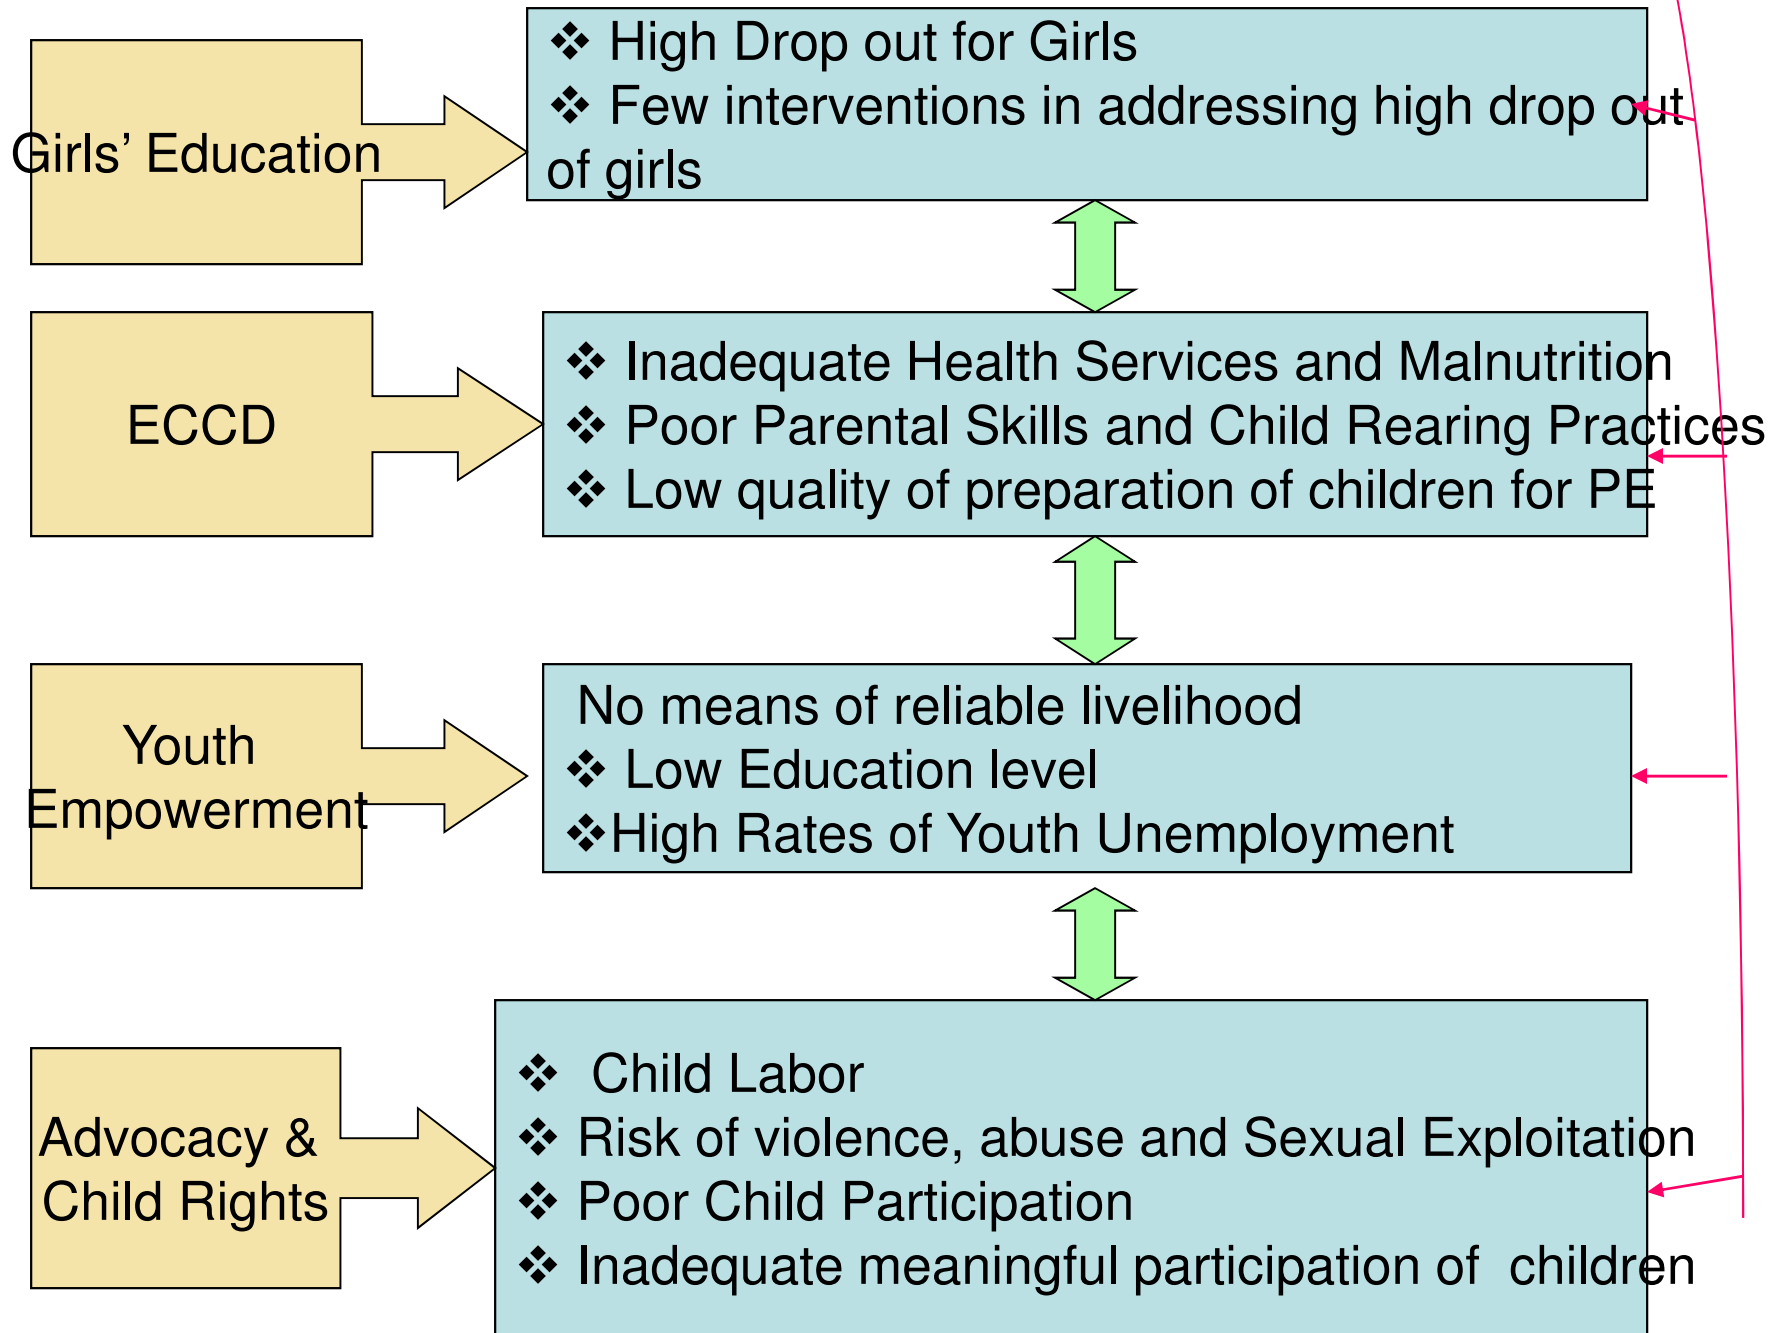 Girls’ Education
❖ High Drop out for Girls
❖ Few interventions in addressing high drop out
of girls
ECCD
❖ Inadequate Health Services and Malnutrition
❖ Poor Parental Skills and Child Rearing Practices
❖ Low quality of preparation of children for PE
Youth
Empowerment
No means of reliable livelihood
❖ Low Education level
❖High Rates of Youth Unemployment
Advocacy &
Child Rights
❖ Child Labor
❖ Risk of violence, abuse and Sexual Exploitation
❖ Poor Child Participation
❖ Inadequate meaningful participation of children